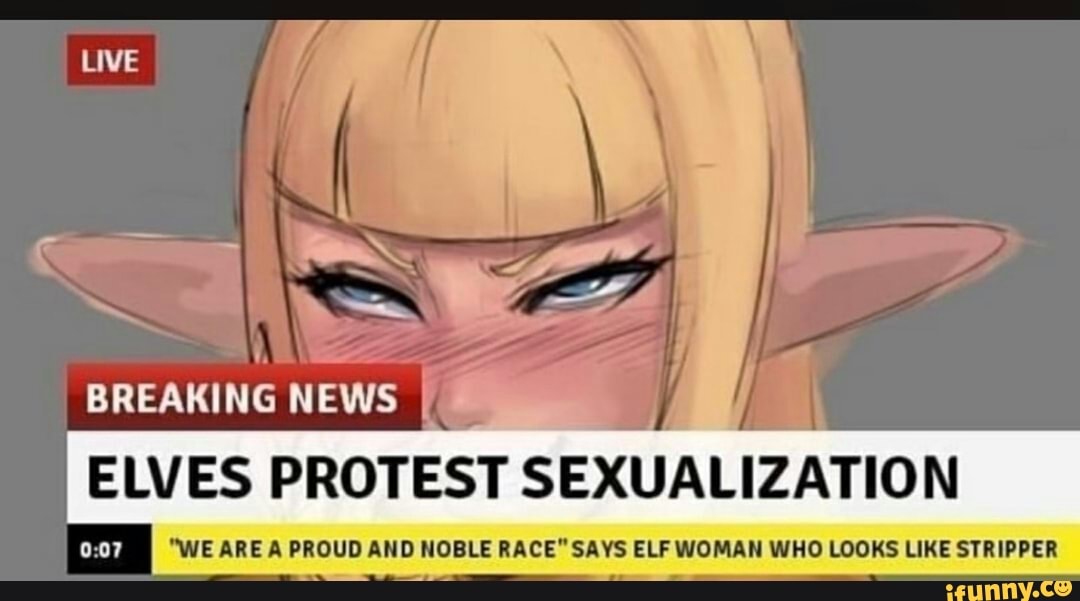 LIVE
BREAKING NEWS
ELVES PROTEST SEXUALIZATION
0:07
"WE ARE A PROUD AND NOBLE RACE" SAYS ELF WOMAN WHO LOOKS LIKE STRIPPER
ifunny.co